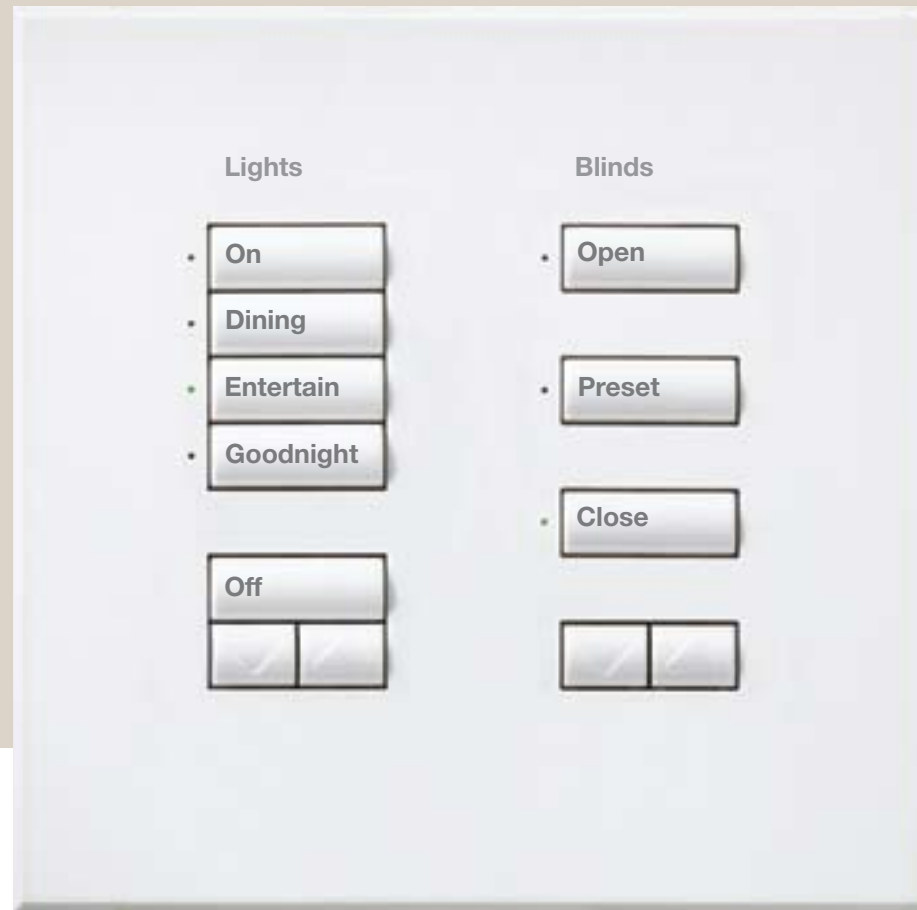 Lights
On
Dining
Entertain
Goodnight
Off
Blinds
Open
Preset
Close